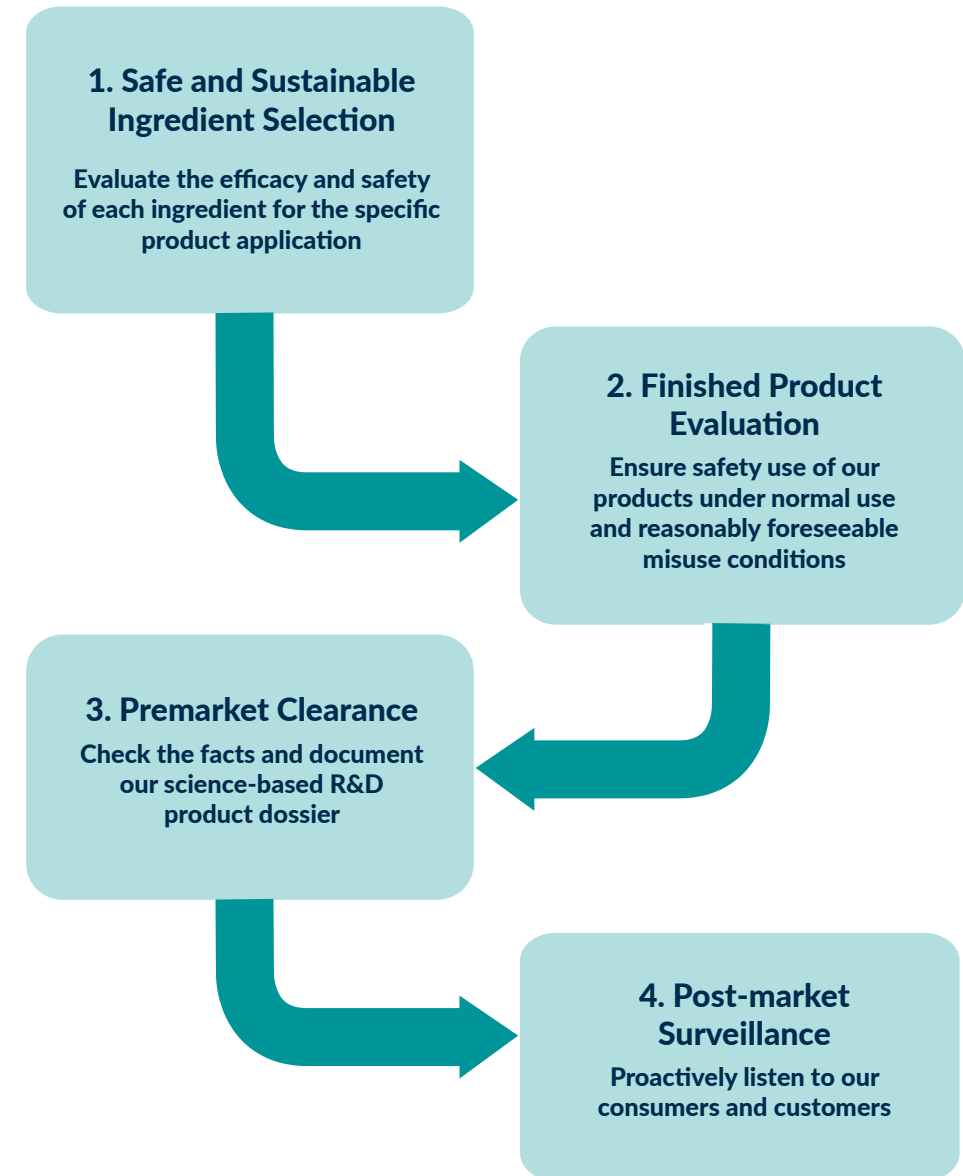 1. Safe and Sustainable
Ingredient Selection
Evaluate the efficacy and safety
of each ingredient for the specific
product application
2. Finished Product
Evaluation
Ensure safety use of our
products under normal use
and reasonably foreseeable
misuse conditions
3. Premarket Clearance
Check the facts and document
our science-based R&D
product dossier
4. Post-market
Surveillance
Proactively listen to our
consumers and customers